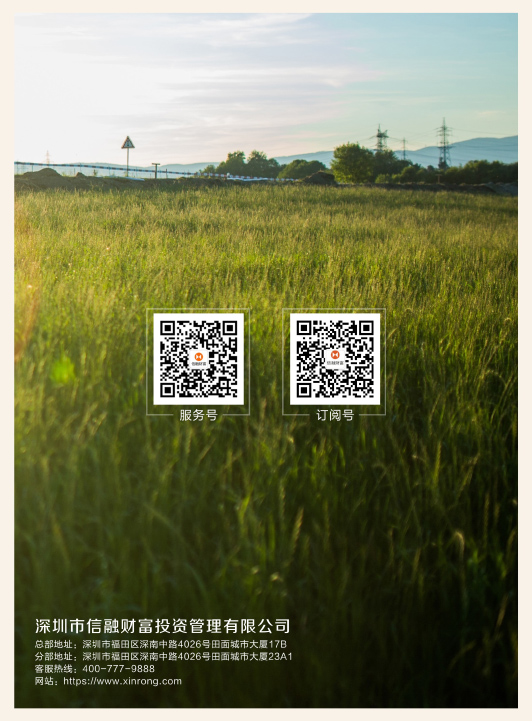 服务号
订阅号
深圳市信融财富投资管理有限公司
总部地址：深圳市福田区深南中路4026号田面城市大厦17B
分部地址：深圳市福田区深南中路4026号田面城市大厦23A1
客服热线：400-777-9888
网站：https://www.xinrong.com